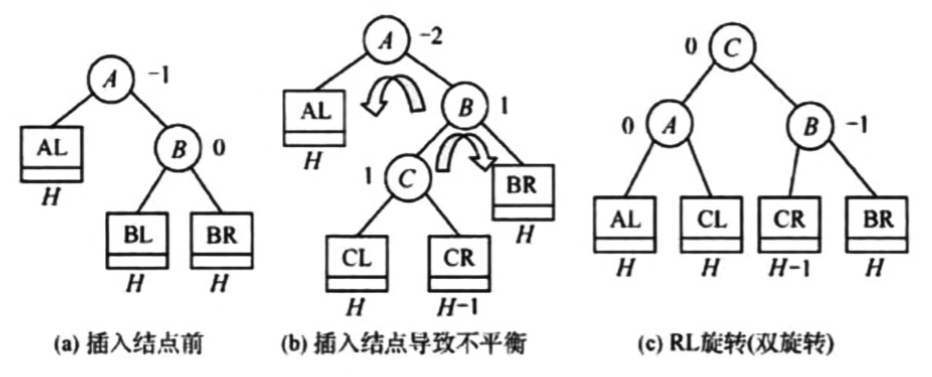 A -1
AL
H
B 0
BL
H
BR
H
(a) 插入结点前
A -2
AL
H
B 1
1 C
BR
H
CL
H
CR
H-1
(b) 插入结点导致不平衡
0 C
0 A
B -1
AL
H
CL
H
CR
H-1
BR
H
(c) RL旋转(双旋转)